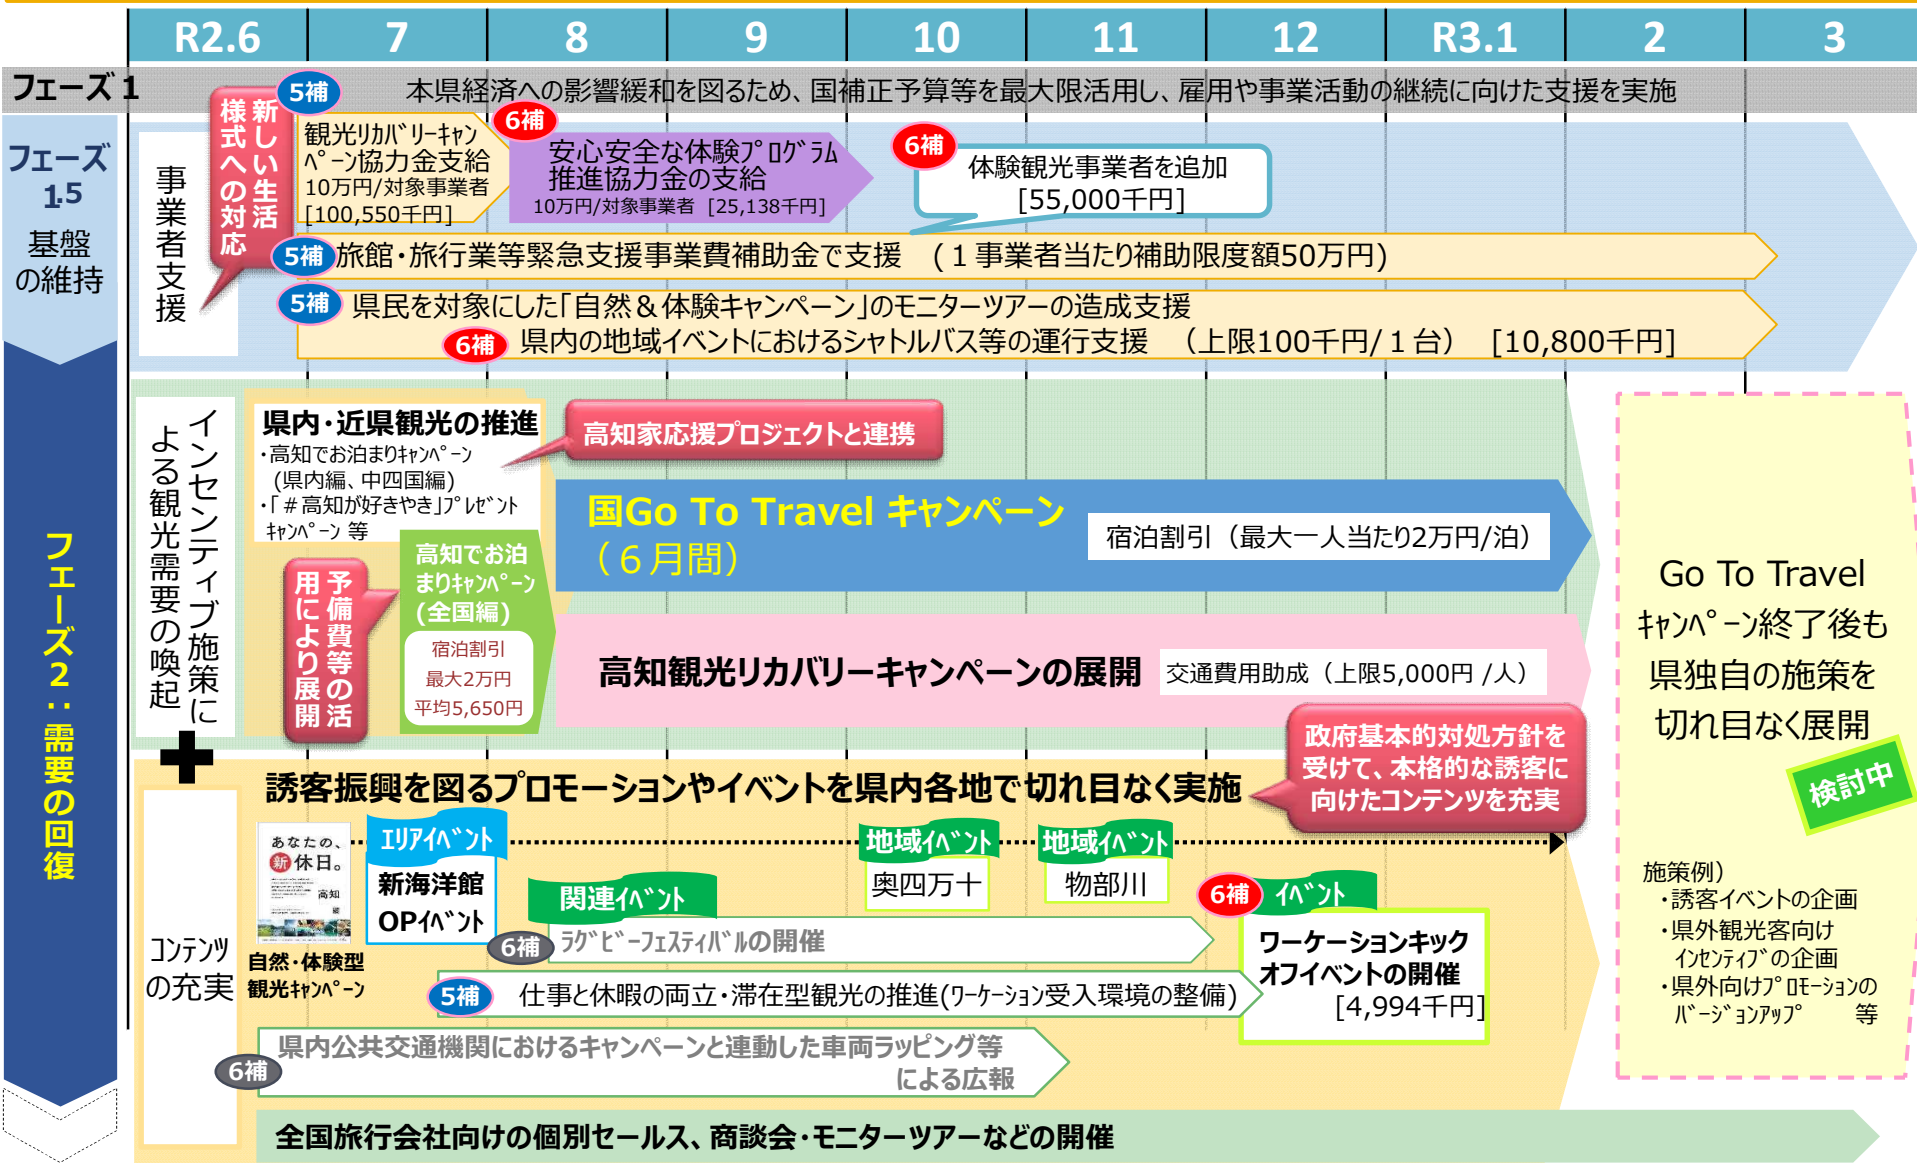 R2.6 7 8 9 10 11 12 R3.1 2 3
フェーズ 1
5補
本県経済への影響緩和を図るため、国補正予算等を最大限活用し、雇用や事業活動の継続に向けた支援を実施
フェーズ
1.5
基盤
の維持
事業者支援
新しい生活
様式への対応
観光リカバリーキャン
ペーン協力金支給
10万円/対象事業者
[100,550千円]
6補
安心安全な体験プログラム
推進協力金の支給
10万円/対象事業者 [25,138千円]
6補
体験観光事業者を追加
[55,000千円]
5補
旅館・旅行業等緊急支援事業費補助金で支援 (1事業者当たり補助限度額50万円)
5補
県民を対象にした「自然&体験キャンペーン」のモニターツアーの造成支援
6補
県内の地域イベントにおけるシャトルバス等の運行支援 (上限100千円/1台) [10,800千円]
フェーズ2:需要の回復
インセンティブ施策に
よる観光需要の喚起
県内・近県観光の推進
・高知でお泊まりキャンペーン
(県内編、中四国編)
・「#高知が好きやき」プレゼント
キャンペーン 等
高知家応援プロジェクトと連携
国Go To Travel キャンペーン
(6月間)
宿泊割引(最大一人当たり2万円/泊)
予備費等の活
用により展開
高知でお泊
まりキャンペーン
(全国編)
宿泊割引
最大2万円
平均5,650円
高知観光リカバリーキャンペーンの展開
交通費用助成(上限5,000円 /人)
Go To Travel
キャンペーン終了後も
県独自の施策を
切れ目なく展開
検討中
施策例)
・誘客イベントの企画
・県外観光客向け
インセンティブの企画
・県外向けプロモーションの
バージョンアップ 等
政府基本的対処方針を
受けて、本格的な誘客に
向けたコンテンツを充実
誘客振興を図るプロモーションやイベントを県内各地で切れ目なく実施
コンテンツ
の充実
あなたの、
新休日。
高知
自然・体験型
観光キャンペーン
エリアイベント
新海洋館
OPイベント
地域イベント
奥四万十
地域イベント
物部川
関連イベント
6補
ラグビーフェスティバルの開催
6補
イベント
ワーケーションキック
オフイベントの開催
[4,994千円]
5補
仕事と休暇の両立・滞在型観光の推進(ワーケーション受入環境の整備)
6補
県内公共交通機関におけるキャンペーンと連動した車両ラッピング等
による広報
全国旅行会社向けの個別セールス、商談会・モニターツアーなどの開催